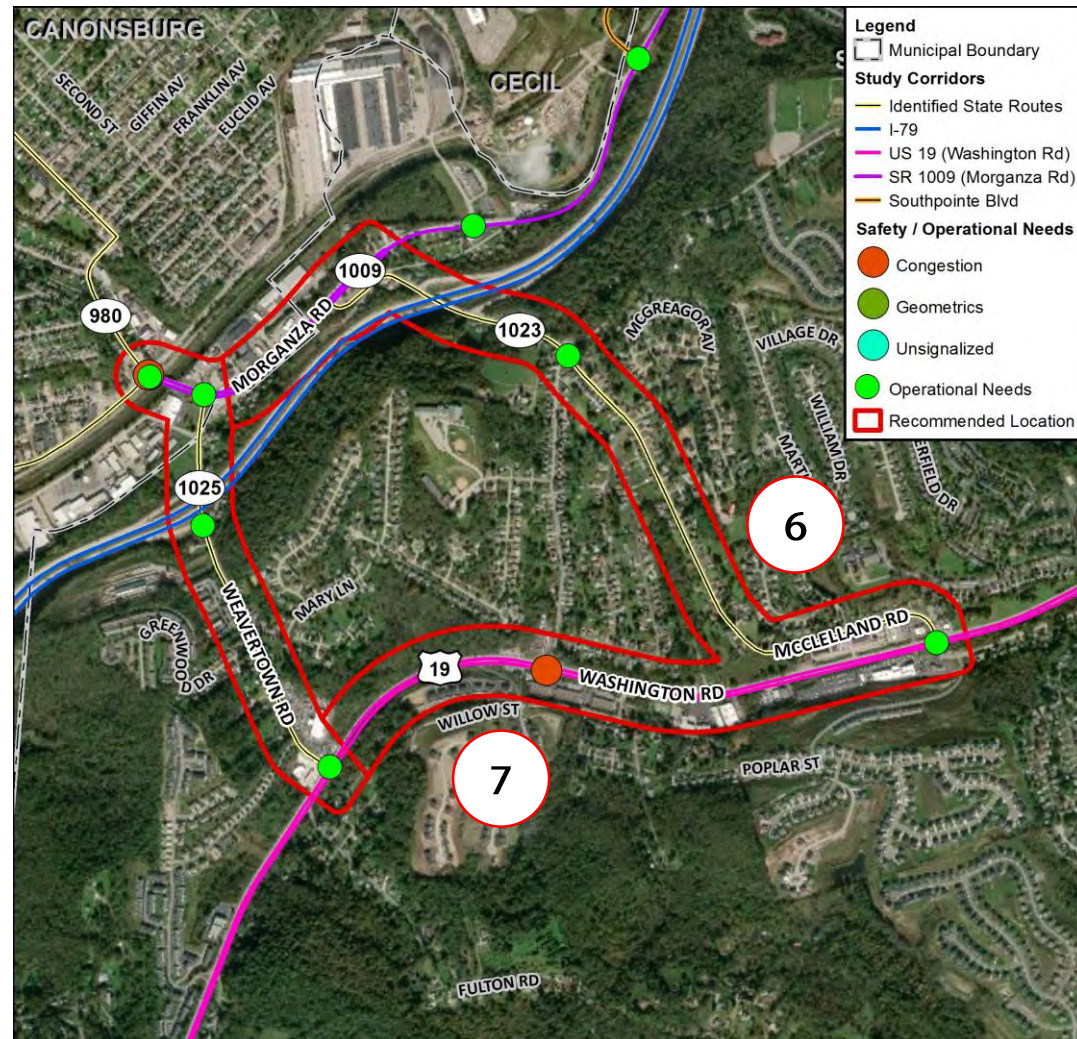 CANONSBURG
CECIL
SECOND ST
GIFFIN AV
FRANKLIN AV
EUCLID AV
Legend
Municipal Boundary
Study Corridors
Identified State Routes
I-79
US 19 (Washington Rd)
SR 1009 (Morganza Rd)
Southpointe Blvd
Safety / Operational Needs
Congestion
Geometrics
Unsignalized
Operational Needs
Recommended Location
1009
980
MORGANZA RD
1023
MCGREAGOR AV
VILLAGE DR
WILLIAM DR
MART
ERFIELD DR
1025
6
MARY LN
GREENWOOD DR
WEAVERTOWN RD
MCCLELLAND RD
19
WASHINGTON RD
WILLOW ST
7
POPLAR ST
FULTON RD